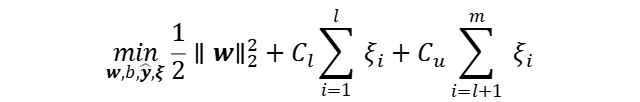 min_{w,b,ŷ,ξ} 1/2 ‖ w‖₂² + C_l ∑_{i=1}^{l} ξ_i + C_u ∑_{i=l+1}^{m} ξ_i